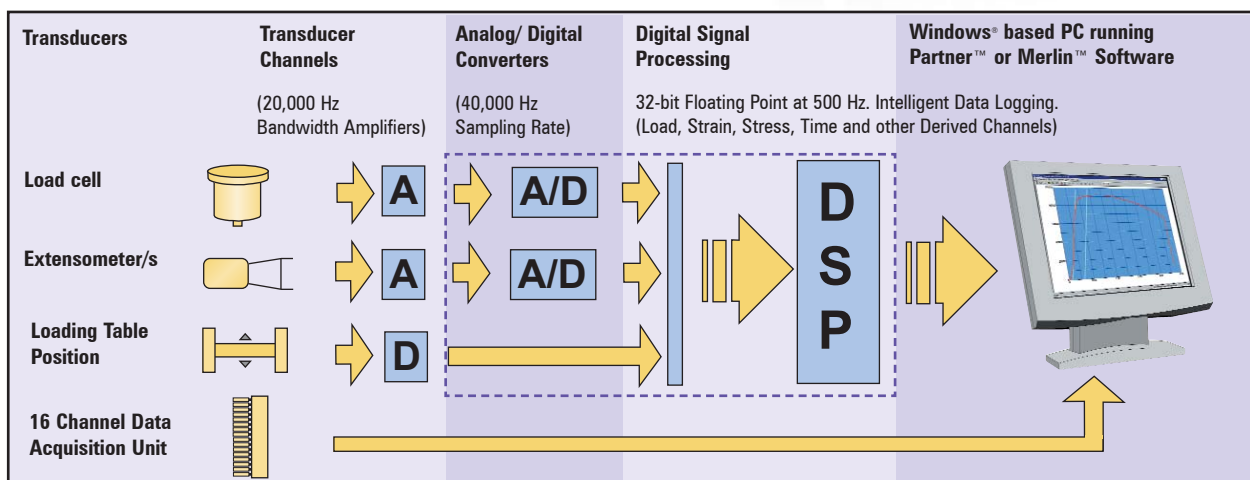 Transducers
Transducer
Channels
(20,000 Hz
Bandwidth Amplifiers)
Analog/ Digital
Converters
(40,000 Hz
Sampling Rate)
Digital Signal
Processing
32-bit Floating Point at 500 Hz. Intelligent Data Logging.
(Load, Strain, Stress, Time and other Derived Channels)
Windows® based PC running
Partner™ or Merlin™ Software
Load cell
A
A/D
Extensometer/s
A
A/D
Loading Table
Position
D
D
S
P
16 Channel Data
Acquisition Unit